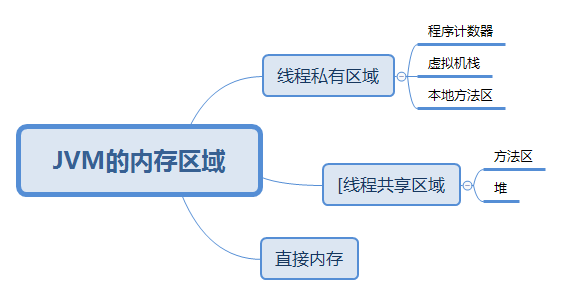 JVM的内存区域
线程私有区域
程序计数器
虚拟机栈
本地方法区
[线程共享区域
方法区
堆
直接内存